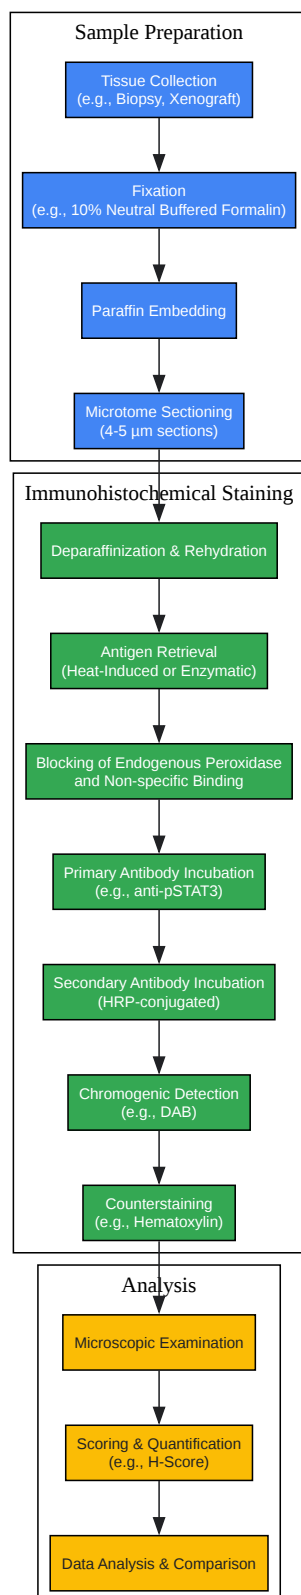 Sample Preparation
Tissue Collection
(e.g., Biopsy, Xenograft)
Fixation
(e.g., 10% Neutral Buffered Formalin)
Paraffin Embedding
Microtome Sectioning
(4-5 µm sections)
Immunohistochemical Staining
Deparaffinization & Rehydration
Antigen Retrieval
(Heat-Induced or Enzymatic)
Blocking of Endogenous Peroxidase
and Non-specific Binding
Primary Antibody Incubation
(e.g., anti-pSTAT3)
Secondary Antibody Incubation
(HRP-conjugated)
Chromogenic Detection
(e.g., DAB)
Counterstaining
(e.g., Hematoxylin)
Analysis
Microscopic Examination
Scoring & Quantification
(e.g., H-Score)
Data Analysis & Comparison